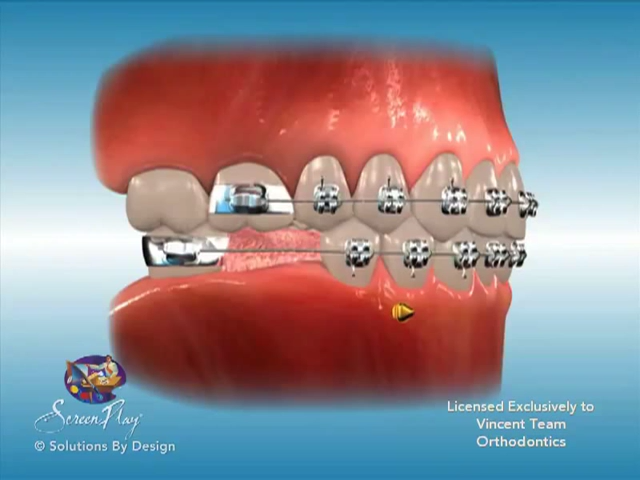 ScreenPlay
© Solutions By Design
Licensed Exclusively to
Vincent Team
Orthodontics